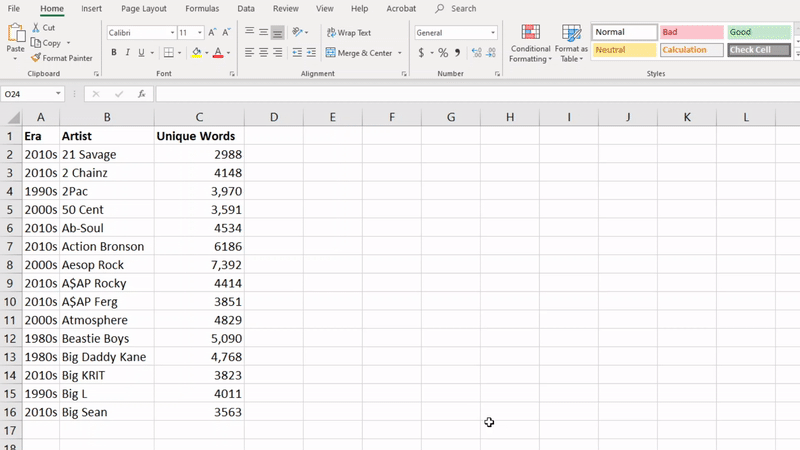 File Home Insert Page Layout Formulas Data Review View Help Acrobat Search
Paste
Cut
Copy
Format Painter
Clipboard
Calibri 11 A A
B I U A
Font
Wrap Text
Merge & Center
Alignment
General
$ % ,
Number
Conditional Formatting
Format as Table
Normal Bad Good
Neutral Calculation Check Cell
Styles
O24 fx
A B C D E F G H I J K L
1 Era Artist Unique Words
2 2010s 21 Savage 2988
3 2010s 2 Chainz 4148
4 1990s 2Pac 3,970
5 2000s 50 Cent 3,591
6 2010s Ab-Soul 4534
7 2010s Action Bronson 6186
8 2000s Aesop Rock 7,392
9 2010s A$AP Rocky 4414
10 2010s A$AP Ferg 3851
11 2000s Atmosphere 4829
12 1980s Beastie Boys 5,090
13 1980s Big Daddy Kane 4,768
14 2010s Big KRIT 3823
15 1990s Big L 4011
16 2010s Big Sean 3563
17
18